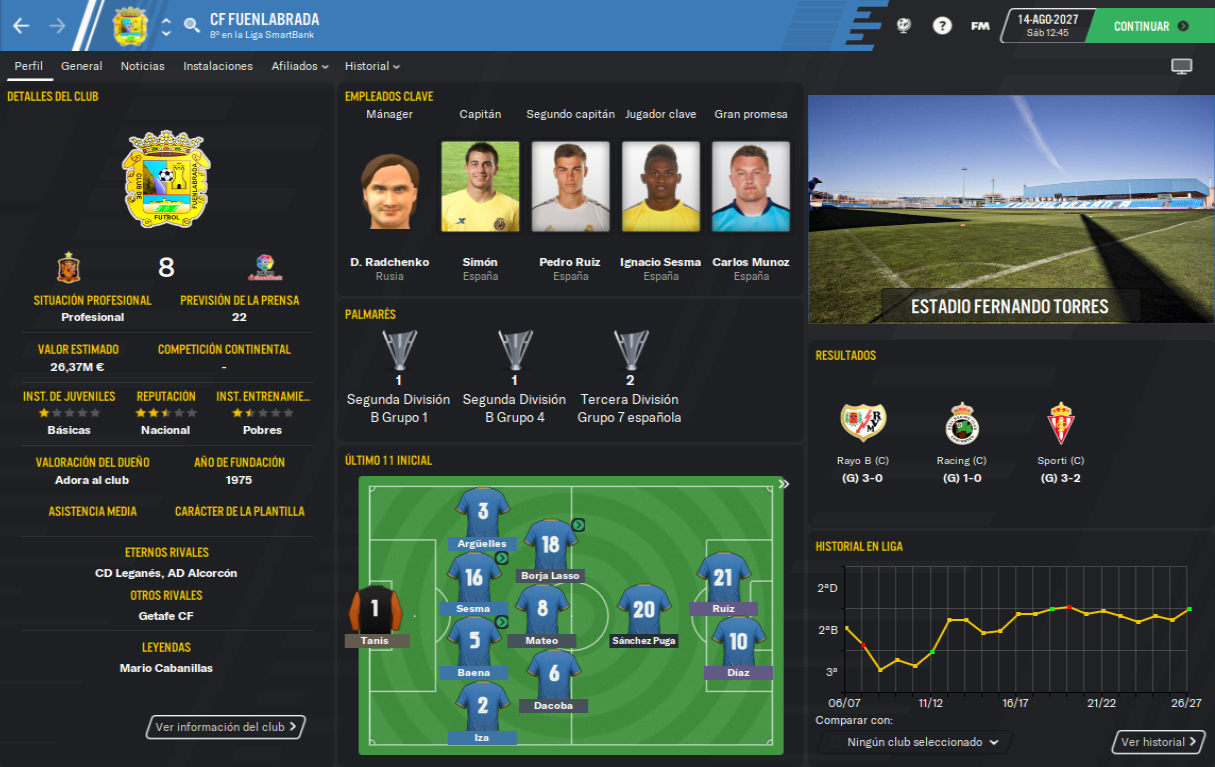 CF FUENLABRADA
8º en la Liga SmartBank
?
FM
14-AGO-2027
Sáb 12:45
CONTINUAR
Perfil
General
Noticias
Instalaciones
Afiliados
Historial
DETALLES DEL CLUB
FUENLABRADA
FUTBOL
8
SITUACIÓN PROFESIONAL
PREVISIÓN DE LA PRENSA
Profesional
22
VALOR ESTIMADO
COMPETICIÓN CONTINENTAL
26,37M €
-
INST. DE JUVENILES
REPUTACIÓN
INST. ENTRENAMIE...
Básicas
Nacional
Pobres
VALORACIÓN DEL DUEÑO
AÑO DE FUNDACIÓN
Adora al club
1975
ASISTENCIA MEDIA
CARÁCTER DE LA PLANTILLA
ETERNOS RIVALES
CD Leganés, AD Alcorcón
OTROS RIVALES
Getafe CF
LEYENDAS
Mario Cabanillas
Ver información del club
EMPLEADOS CLAVE
Mánager
Capitán
Segundo capitán
Jugador clave
Gran promesa
D. Radchenko
Simón
Pedro Ruiz
Ignacio Sesma
Carlos Munoz
Rusia
España
España
España
España
PALMARÉS
1
1
2
Segunda División
B Grupo 1
Segunda División
B Grupo 4
Tercera División
Grupo 7 española
ÚLTIMO 11 INICIAL
3
Argüelles
18
Borja Lasso
16
Sesma
21
Ruiz
1
Tanis
8
Mateo
20
Sánchez Puga
5
Baena
10
Díaz
6
Dacoba
2
Iza
ESTADIO FERNANDO TORRES
RESULTADOS
Rayo B (C)
Racing (C)
Sporti (C)
(G) 3-0
(G) 1-0
(G) 3-2
HISTORIAL EN LIGA
2ªD
2ªB
3ª
06/07
11/12
16/17
21/22
26/27
Comparar con:
Ningún club seleccionado
Ver historial